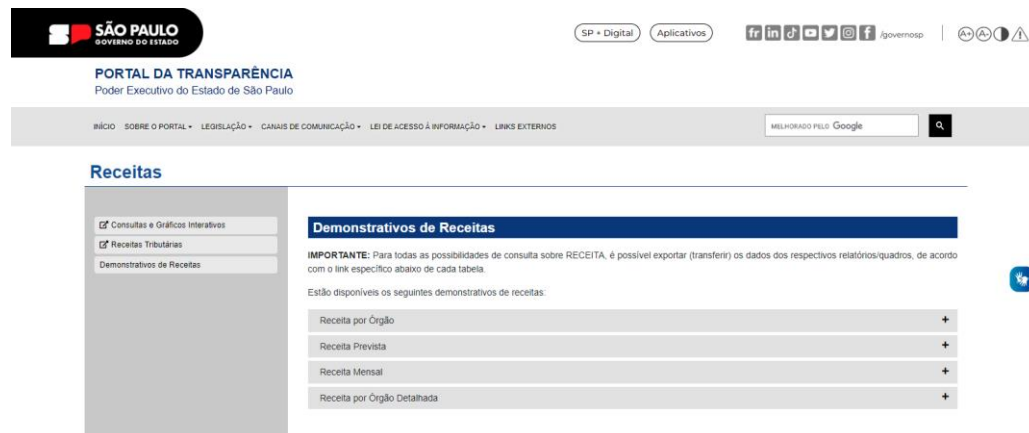 SÃO PAULO
GOVERNO DO ESTADO
SP + Digital
Aplicativos
/governosp
A+ A-
PORTAL DA TRANSPARÊNCIA
Poder Executivo do Estado de São Paulo
INÍCIO SOBRE O PORTAL LEGISLAÇÃO CANAIS DE COMUNICAÇÃO LEI DE ACESSO À INFORMAÇÃO LINKS EXTERNOS
MELHORADO PELO Google
Receitas
Consultas e Gráficos Interativos
Receitas Tributárias
Demonstrativos de Receitas
Demonstrativos de Receitas
IMPORTANTE: Para todas as possibilidades de consulta sobre RECEITA, é possível exportar (transferir) os dados dos respectivos relatórios/quadros, de acordo
com o link específico abaixo de cada tabela.
Estão disponíveis os seguintes demonstrativos de receitas:
Receita por Órgão +
Receita Prevista +
Receita Mensal +
Receita por Órgão Detalhada +